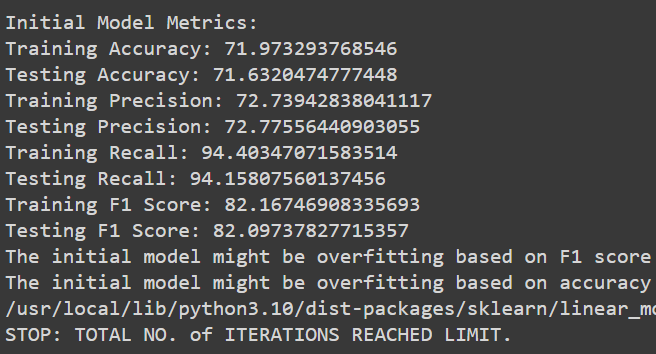 Initial Model Metrics:
Training Accuracy: 71.973293768546
Testing Accuracy: 71.6320474777448
Training Precision: 72.73942838041117
Testing Precision: 72.77556440903055
Training Recall: 94.40347071583514
Testing Recall: 94.15807560137456
Training F1 Score: 82.16746908335693
Testing F1 Score: 82.09737827715357
The initial model might be overfitting based on F1 score
The initial model might be overfitting based on accuracy
/usr/local/lib/python3.10/dist-packages/sklearn/linear_mo
STOP: TOTAL NO. of ITERATIONS REACHED LIMIT.